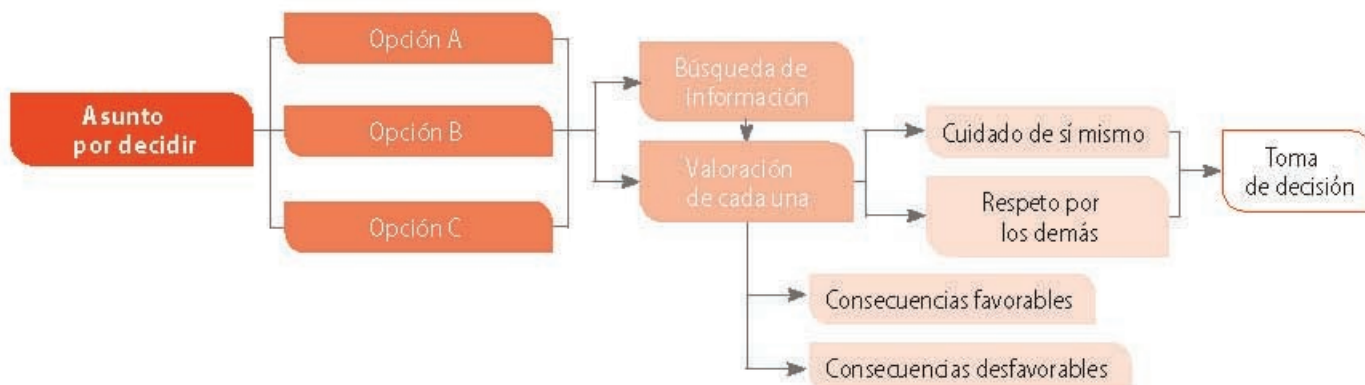 Asunto
por decidir
Opción A
Opción B
Opción C
Búsqueda de
información
Valoración
de cada una
Cuidado de sí mismo
Respeto por
los demás
Toma
de decisión
Consecuencias favorables
Consecuencias desfavorables